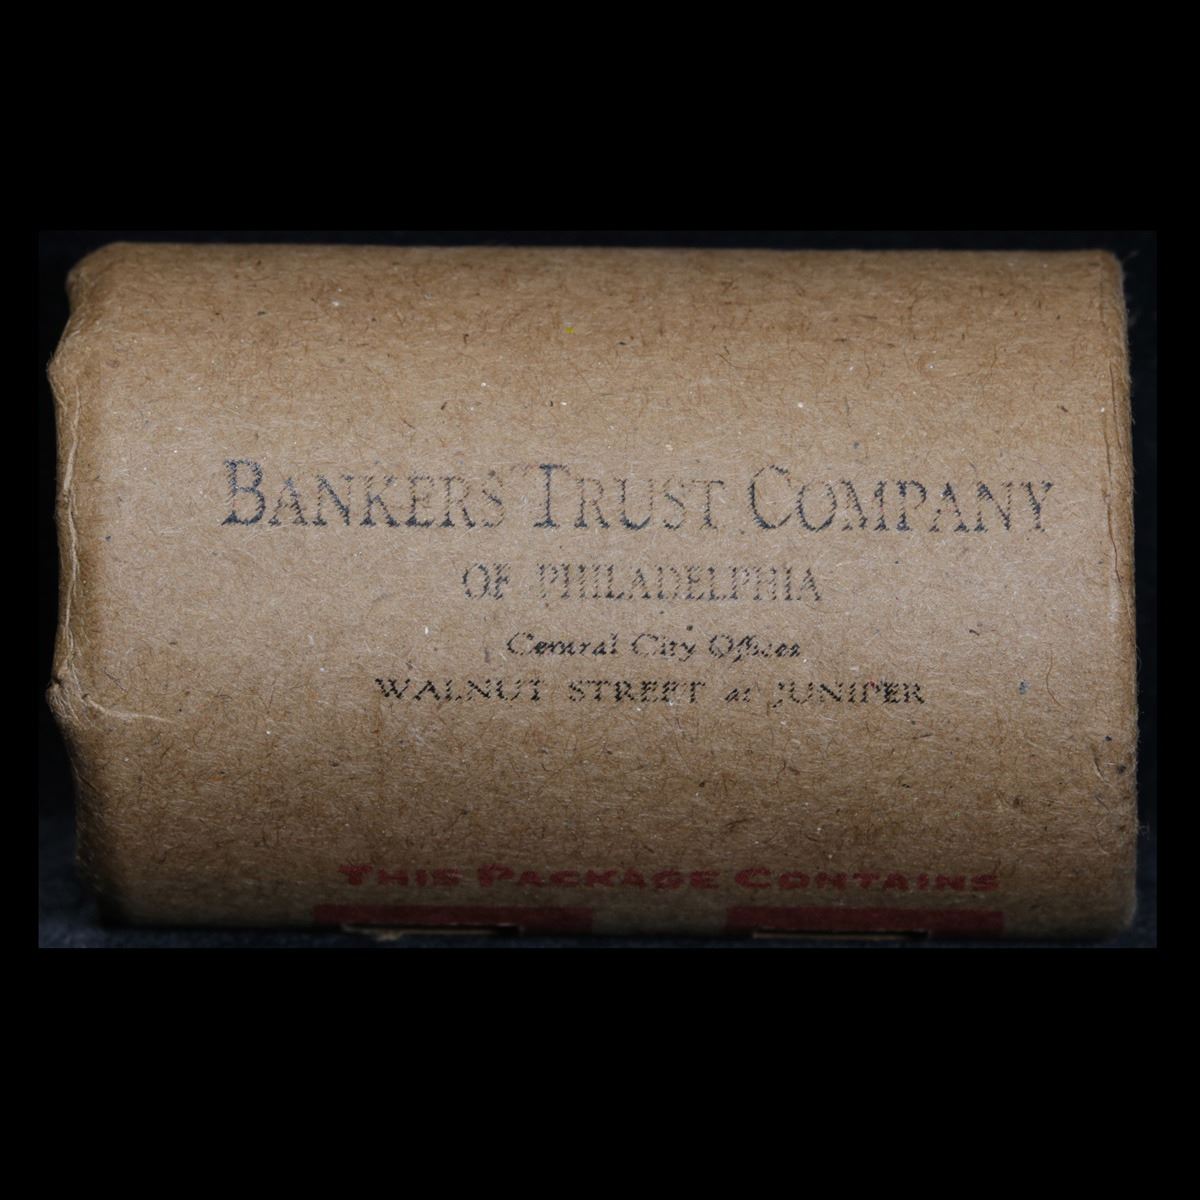 BANKERS TRUST COMPANY
OF PHILADELPHIA
Central City Offices
WALNUT STREET at JUNIPER
THIS PACKAGE CONTAINS